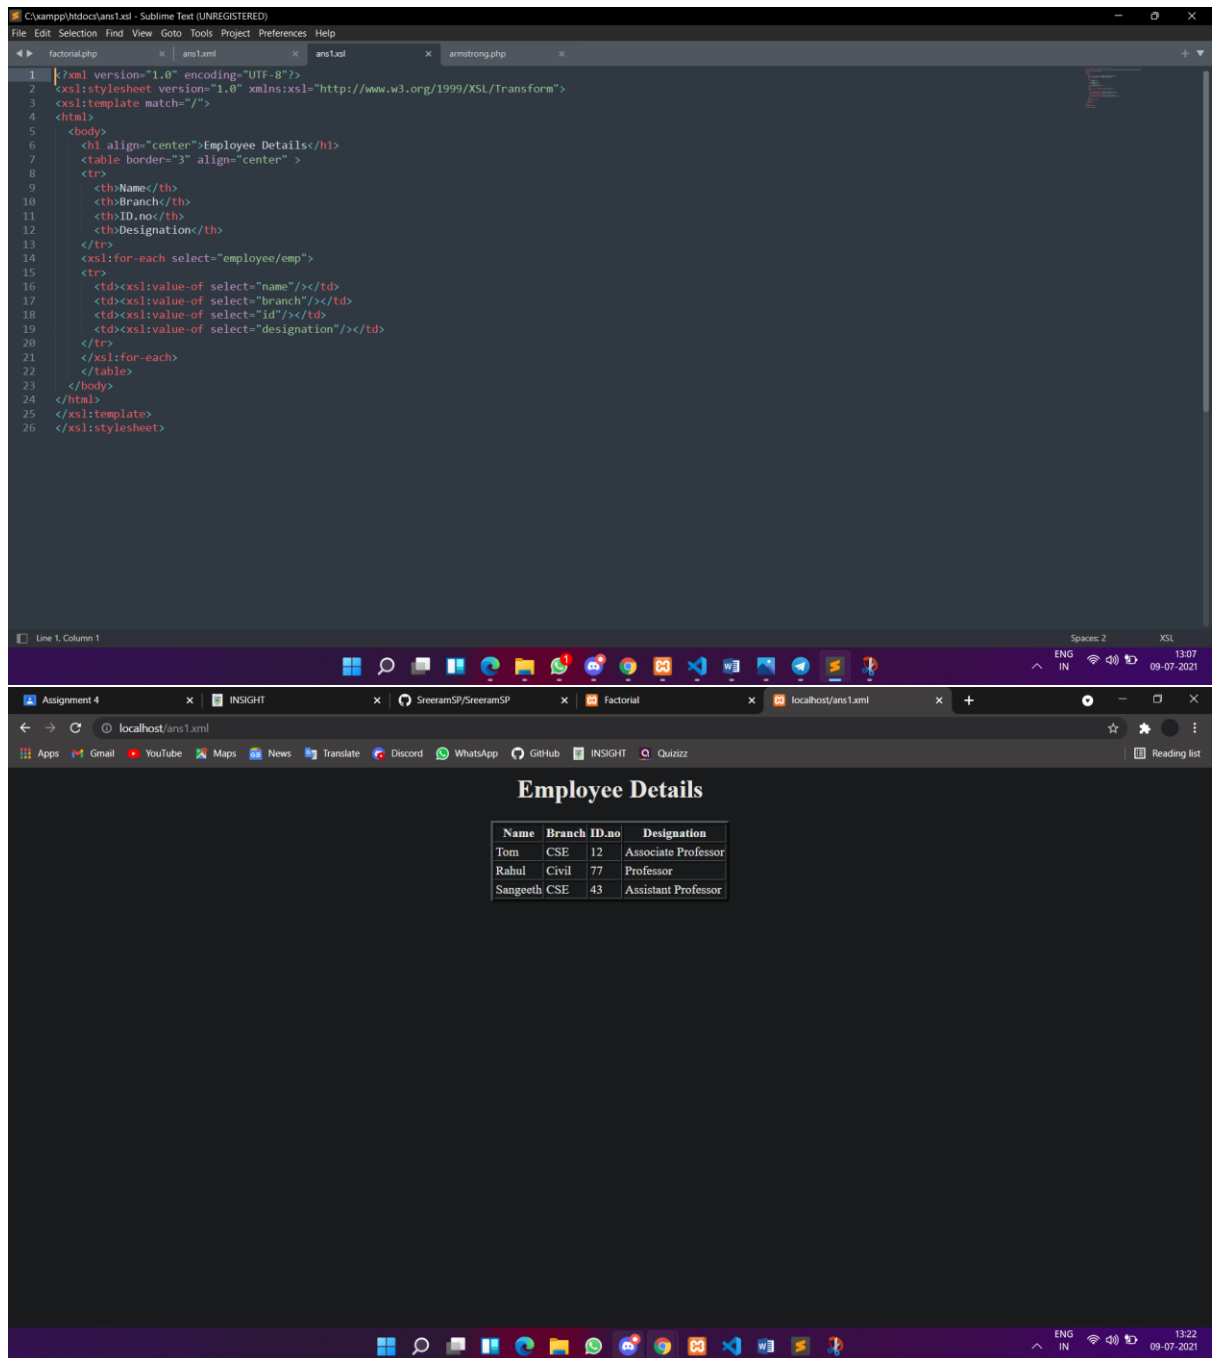 C:\xampp\htdocs\ans1.xsl - Sublime Text (UNREGISTERED)
File Edit Selection Find View Goto Tools Project Preferences Help
factorial.php ans1.xml ans1.xsl armstrong.php
1 <?xml version="1.0" encoding="UTF-8"?>
2 <xsl:stylesheet version="1.0" xmlns:xsl="http://www.w3.org/1999/XSL/Transform">
3 <xsl:template match="/">
4 <html>
5 <body>
6 <h1 align="center">Employee Details</h1>
7 <table border="3" align="center" >
8 <tr>
9 <th>Name</th>
10 <th>Branch</th>
11 <th>ID.no</th>
12 <th>Designation</th>
13 </tr>
14 <xsl:for-each select="employee/emp">
15 <tr>
16 <td><xsl:value-of select="name"/></td>
17 <td><xsl:value-of select="branch"/></td>
18 <td><xsl:value-of select="id"/></td>
19 <td><xsl:value-of select="designation"/></td>
20 </tr>
21 </xsl:for-each>
22 </table>
23 </body>
24 </html>
25 </xsl:template>
26 </xsl:stylesheet>
Line 1, Column 1 Spaces: 2 XSL
ENG 13:07
IN 09-07-2021
Assignment 4 INSIGHT SreeramSP/SreeramSP Factorial localhost/ans1.xml
localhost/ans1.xml
Apps Gmail YouTube Maps News Translate Discord WhatsApp GitHub INSIGHT Quizizz Reading list
Employee Details
Name Branch ID.no Designation
Tom CSE 12 Associate Professor
Rahul Civil 77 Professor
Sangeeth CSE 43 Assistant Professor
ENG 13:22
IN 09-07-2021